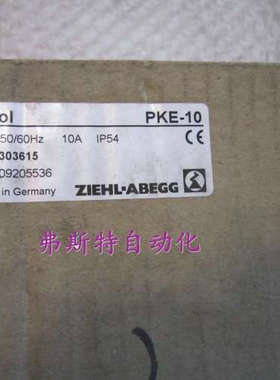 ol PKE-10
50/60Hz 10A IP54 CE
303615
09205536
in Germany ZIEHL-ABEGG
弗斯特自动化